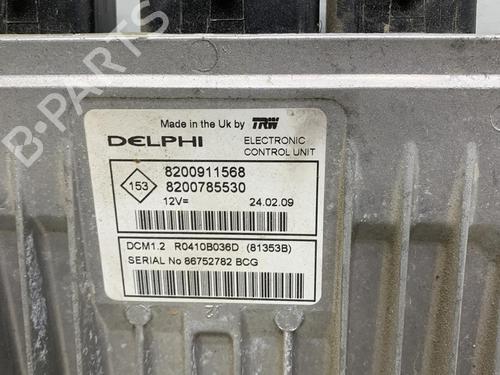 B-PARTS
Made in the Uk by TRW
DELPHI
ELECTRONIC
CONTROL UNIT
153
8200911568
8200785530
12V=
24.02.09
DCM1.2 R0410B036D (81353B)
SERIAL No 86752782 BCG